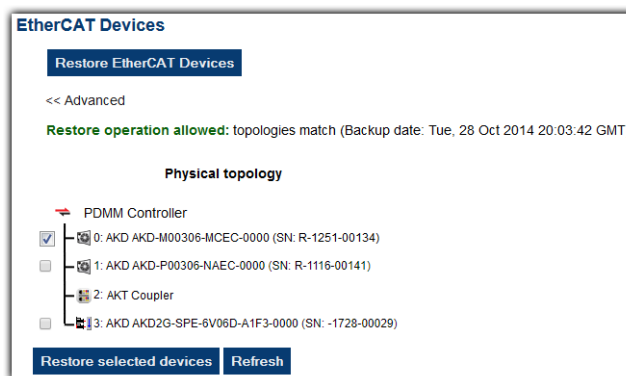 EtherCAT Devices
Restore EtherCAT Devices
<< Advanced
Restore operation allowed: topologies match (Backup date: Tue, 28 Oct 2014 20:03:42 GMT
Physical topology
PDMM Controller
0: AKD AKD-M00306-MCEC-0000 (SN: R-1251-00134)
1: AKD AKD-P00306-NAEC-0000 (SN: R-1116-00141)
2: AKT Coupler
3: AKD AKD2G-SPE-6V06D-A1F3-0000 (SN: -1728-00029)
Restore selected devices Refresh